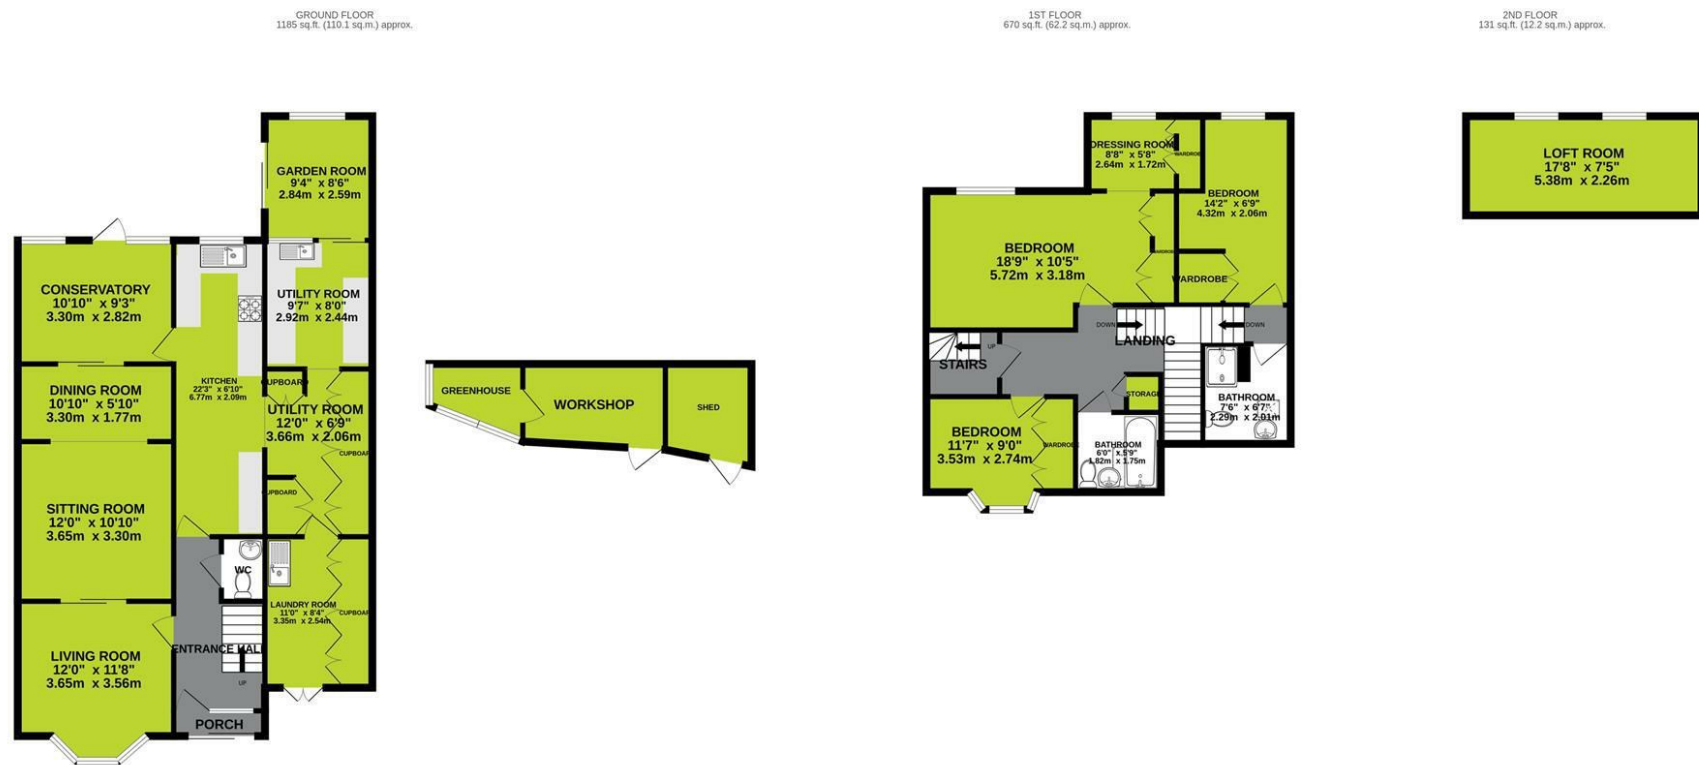 GROUND FLOOR
1185 sq.ft. (110.1 sq.m.) approx.
GARDEN ROOM
9'4" x 8'6"
2.84m x 2.59m
CONSERVATORY
10'10" x 9'3"
3.30m x 2.82m
UTILITY ROOM
9'7" x 8'0"
2.92m x 2.44m
DINING ROOM
10'10" x 5'10"
3.30m x 1.77m
KITCHEN
22'3" x 6'10"
6.77m x 2.09m
CUPBOARD
UTILITY ROOM
12'0" x 6'9"
3.66m x 2.06m
CUPBOAR
CUPBOARD
SITTING ROOM
12'0" x 10'10"
3.65m x 3.30m
WC
LAUNDRY ROOM
11'0" x 8'4"
3.35m x 2.54m
CUPBOAR
LIVING ROOM
12'0" x 11'8"
3.65m x 3.56m
ENTRANCE HALL
UP
PORCH
GREENHOUSE
WORKSHOP
SHED
1ST FLOOR
670 sq.ft. (62.2 sq.m.) approx.
DRESSING ROOM
8'8" x 5'8"
2.64m x 1.72m
WARDROBE
BEDROOM
14'2" x 6'9"
4.32m x 2.06m
BEDROOM
18'9" x 10'5"
5.72m x 3.18m
WARDROBE
WARDROBE
DOWN
DOWN
LANDING
UP
STAIRS
STORAGE
BATHROOM
7'6" x 6'7"
2.29m x 2.01m
BEDROOM
11'7" x 9'0"
3.53m x 2.74m
WARDROBE
BATHROOM
6'0" x 5'9"
1.82m x 1.75m
2ND FLOOR
131 sq.ft. (12.2 sq.m.) approx.
LOFT ROOM
17'8" x 7'5"
5.38m x 2.26m